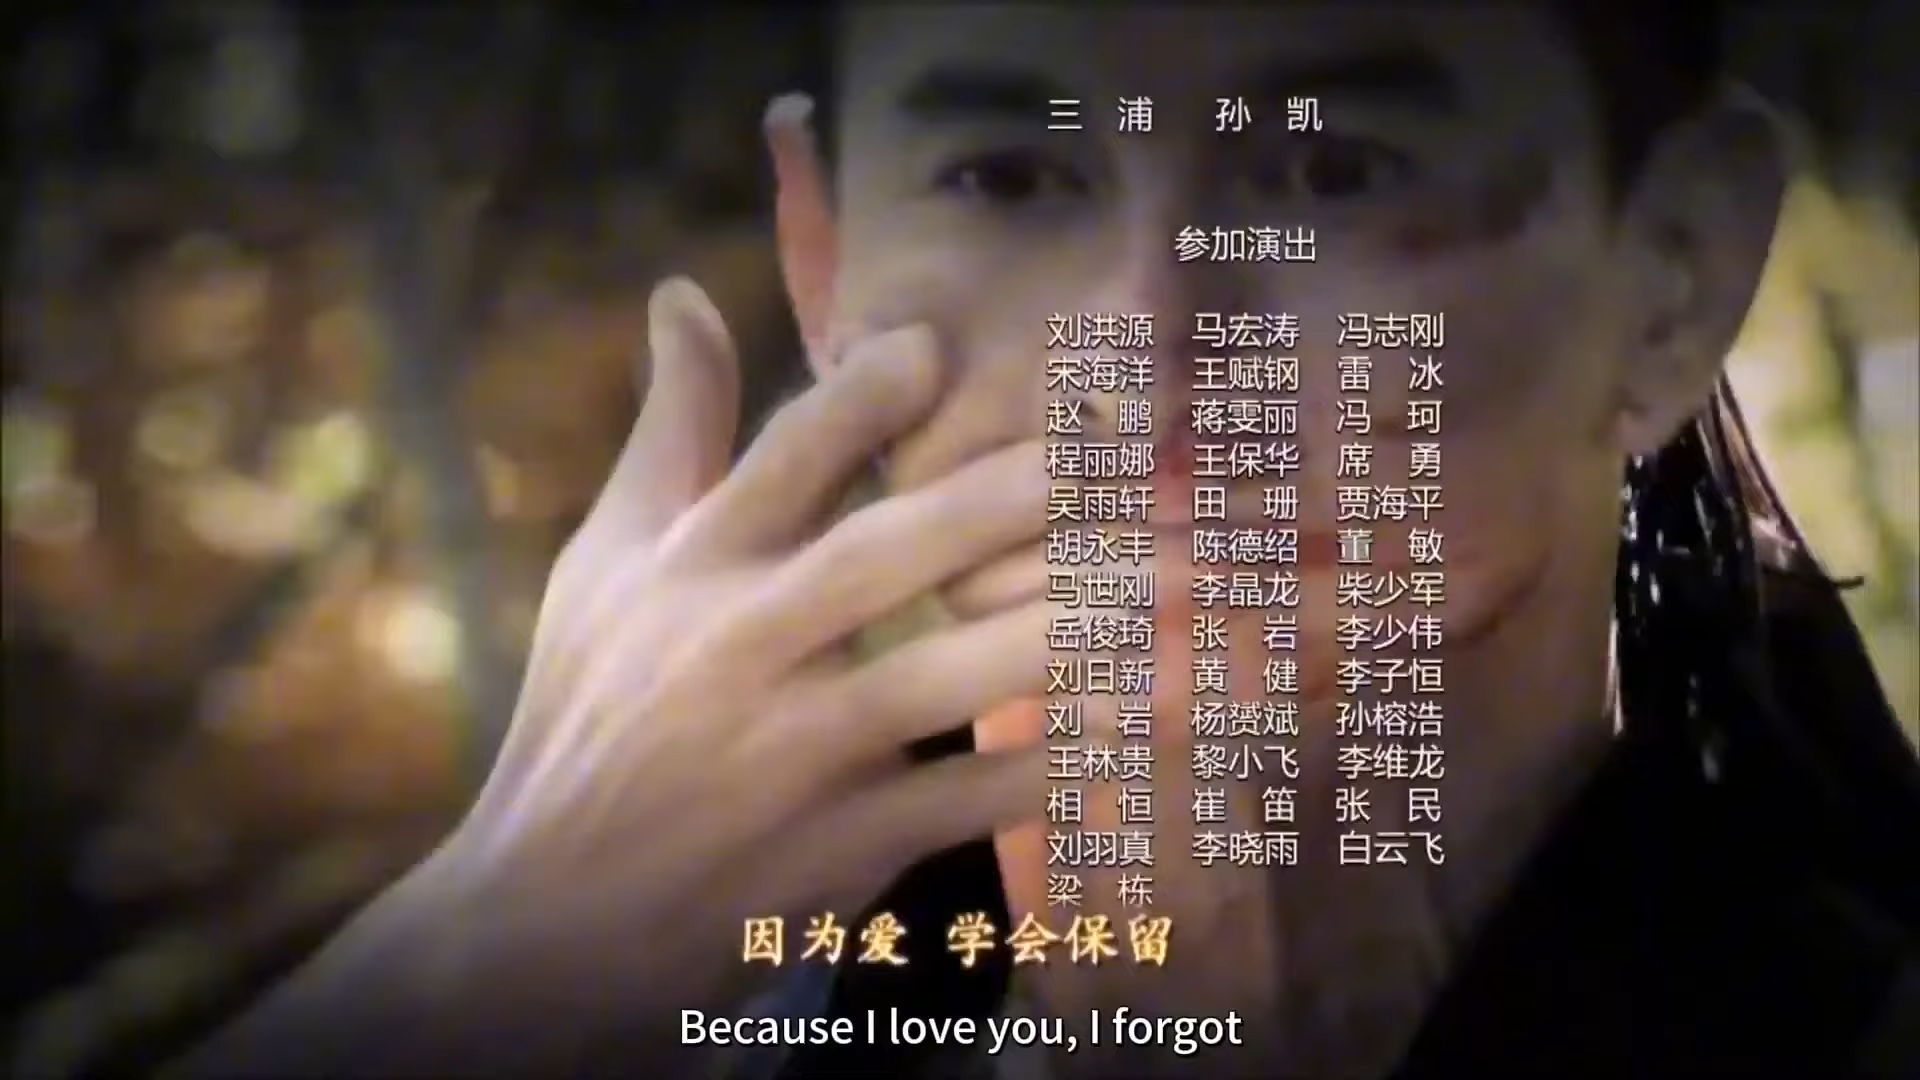 三　浦　孙　凯
参加演出
刘洪源　马宏涛　冯志刚
宋海洋　王赋钢　雷　冰
赵　鹏　蒋雯丽　冯　珂
程丽娜　王保华　席　勇
吴雨轩　田　珊　贾海平
胡永丰　陈德绍　董　敏
马世刚　李晶龙　柴少军
岳俊琦　张　岩　李少伟
刘日新　黄　健　李子恒
刘　岩　杨赟斌　孙榕浩
王林贵　黎小飞　李维龙
相　恒　崔　笛　张　民
刘羽真　李晓雨　白云飞
梁　栋
因为爱 学会保留
Because I love you, I forgot